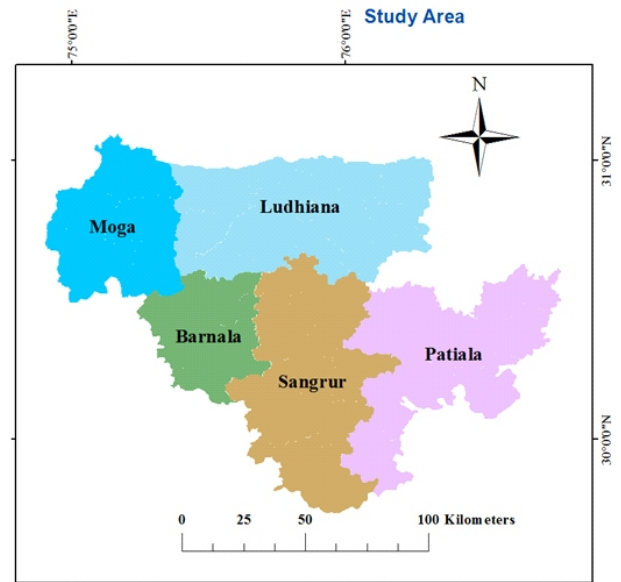 Study Area
75°0'0"E
76°0'0"E
N
31°0'0"N
Ludhiana
Moga
Barnala
Patiala
Sangrur
30°0'0"N
0 25 50 100 Kilometers